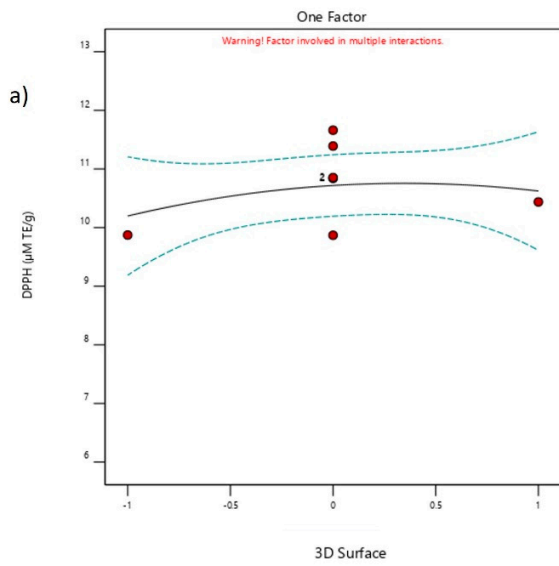 One Factor
Warning! Factor involved in multiple interactions.
a)
13
12
11
10
9
8
7
6
DPPH (µM TE/g)
2
-1
-0.5
0
0.5
1
3D Surface